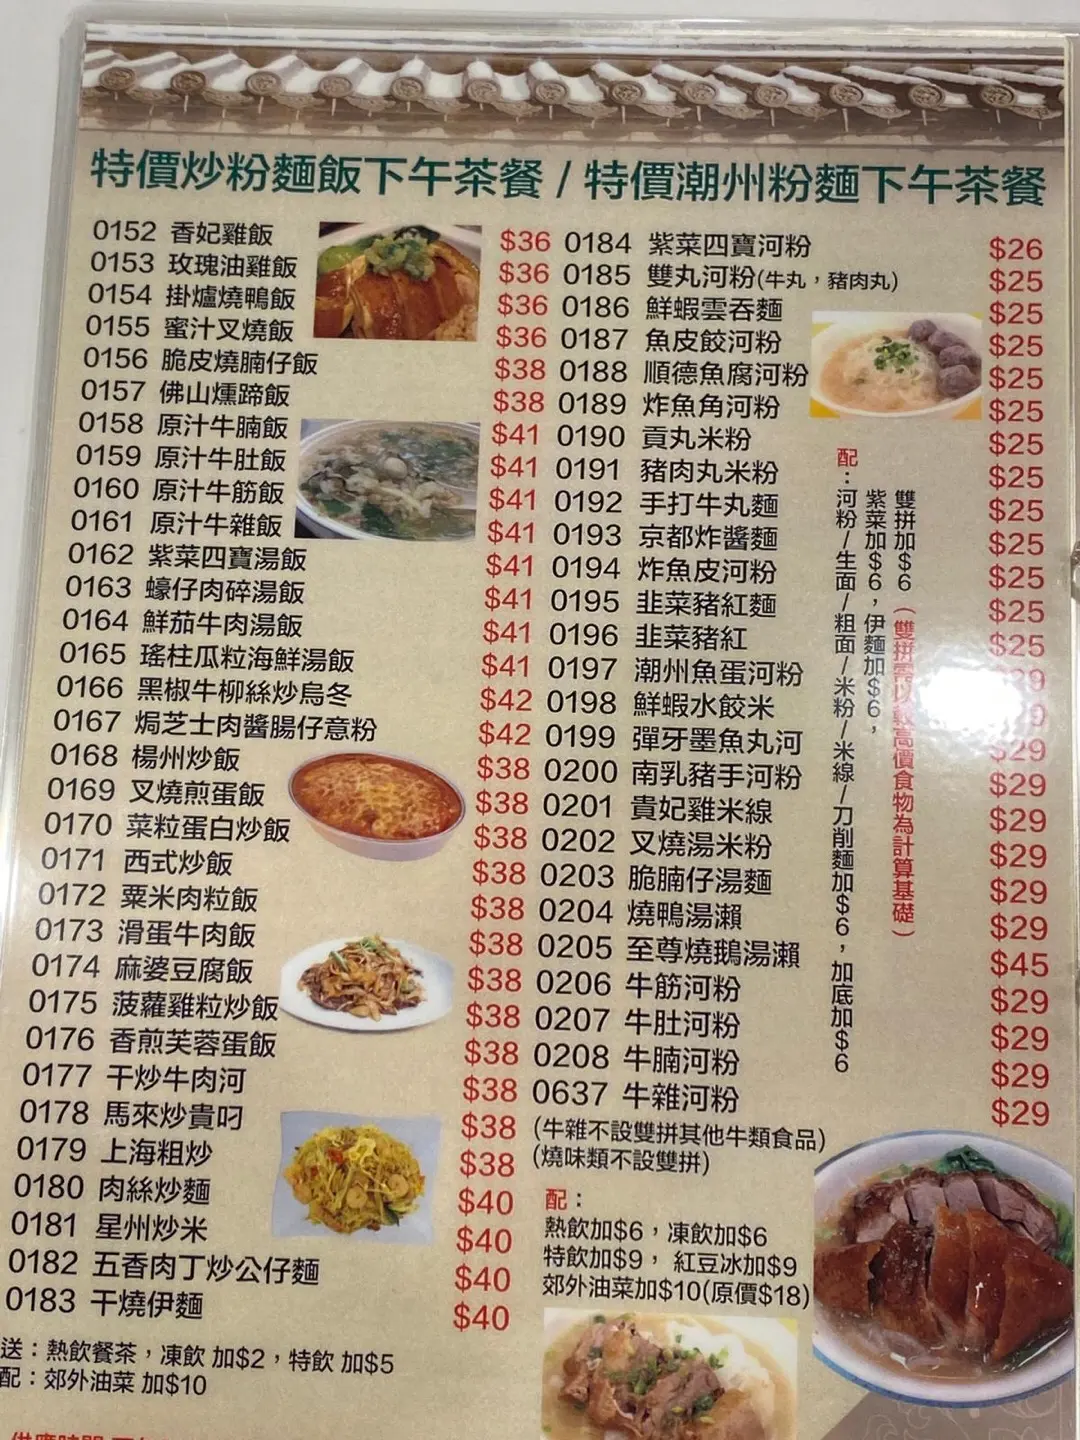 特價炒粉麵飯下午茶餐 / 特價潮州粉麵下午茶餐
0152 香妃雞飯 $36
0153 玫瑰油雞飯 $36
0154 掛爐燒鴨飯 $36
0155 蜜汁叉燒飯 $36
0156 脆皮燒腩仔飯 $38
0157 佛山燻蹄飯 $38
0158 原汁牛腩飯 $41
0159 原汁牛肚飯 $41
0160 原汁牛筋飯 $41
0161 原汁牛雜飯 $41
0162 紫菜四寶湯飯 $41
0163 蠔仔肉碎湯飯 $41
0164 鮮茄牛肉湯飯 $41
0165 瑤柱瓜粒海鮮湯飯 $41
0166 黑椒牛柳絲炒烏冬 $42
0167 焗芝士肉醬腸仔意粉 $42
0168 楊州炒飯 $38
0169 叉燒煎蛋飯 $38
0170 菜粒蛋白炒飯 $38
0171 西式炒飯 $38
0172 粟米肉粒飯 $38
0173 滑蛋牛肉飯 $38
0174 麻婆豆腐飯 $38
0175 菠蘿雞粒炒飯 $38
0176 香煎芙蓉蛋飯 $38
0177 干炒牛肉河 $38
0178 馬來炒貴叼 $38
0179 上海粗炒 $38
0180 肉絲炒麵 $40
0181 星州炒米 $40
0182 五香肉丁炒公仔麵 $40
0183 干燒伊麵 $40
送：熱飲餐茶，凍飲 加$2，特飲 加$5
配：郊外油菜 加$10
0184 紫菜四寶河粉 $26
0185 雙丸河粉(牛丸，豬肉丸) $25
0186 鮮蝦雲吞麵 $25
0187 魚皮餃河粉 $25
0188 順德魚腐河粉 $25
0189 炸魚角河粉 $25
0190 貢丸米粉 $25
0191 豬肉丸米粉 $25
0192 手打牛丸麵 $25
0193 京都炸醬麵 $25
0194 炸魚皮河粉 $25
0195 韭菜豬紅麵 $25
0196 韭菜豬紅 $25
0197 潮州魚蛋河粉 29
0198 鮮蝦水餃米 9
0199 彈牙墨魚丸河 $29
0200 南乳豬手河粉 $29
0201 貴妃雞米線 $29
0202 叉燒湯米粉 $29
0203 脆腩仔湯麵 $29
0204 燒鴨湯瀨 $29
0205 至尊燒鵝湯瀨 $45
0206 牛筋河粉 $29
0207 牛肚河粉 $29
0208 牛腩河粉 $29
0637 牛雜河粉 $29
(牛雜不設雙拼其他牛類食品)
(燒味類不設雙拼)
雙拼加$6（雙拼需以較高價食物為計算基礎）
紫菜加$6，伊麵加$6，
配：河粉/生面/粗面/米粉/米線/刀削麵加$6，加底加$6
配：
熱飲加$6，凍飲加$6
特飲加$9， 紅豆冰加$9
郊外油菜加$10(原價$18)